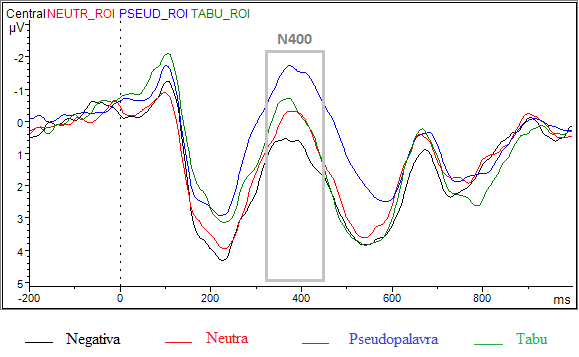 Central NEUTR_ROI PSEUD_ROI TABU_ROI
µV
N400
-2
-1
0
1
2
3
4
5
-200 0 200 400 600 800 ms
Negativa Neutra Pseudopalavra Tabu